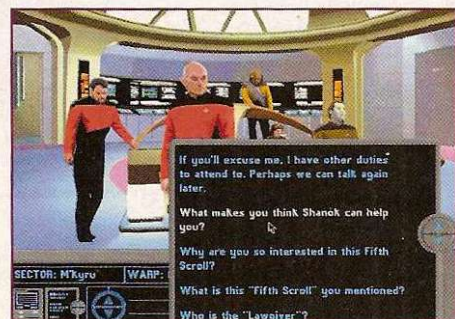 If you'll excuse me, I have other duties
to attend to. Perhaps we can talk again
later.
What makes you think Shanok can help
you?
Why are you so interested in this Fifth
Scroll?
What is this "Fifth Scroll" you mentioned?
Who is the "Lawgiver"?
SECTOR: M'kyru
WARP: